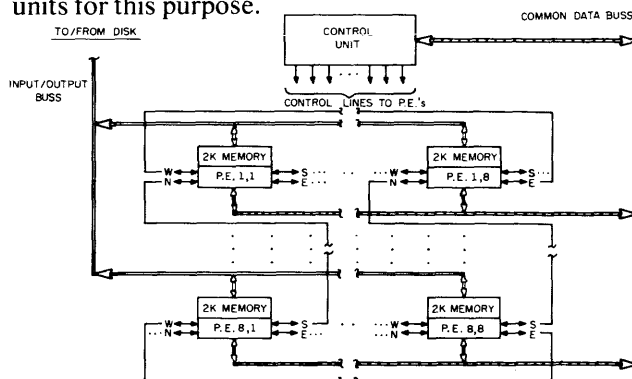 units for this purpose.
TO/FROM DISK
COMMON DATA BUSS
CONTROL
UNIT
INPUT/OUTPUT
BUSS
CONTROL LINES TO P.E.'s
2K MEMORY 2K MEMORY
W P.E. 1,1 S W P.E. 1,8 S
N E N E
2K MEMORY 2K MEMORY
W P.E. 8,1 S W P.E. 8,8 S
N E N E